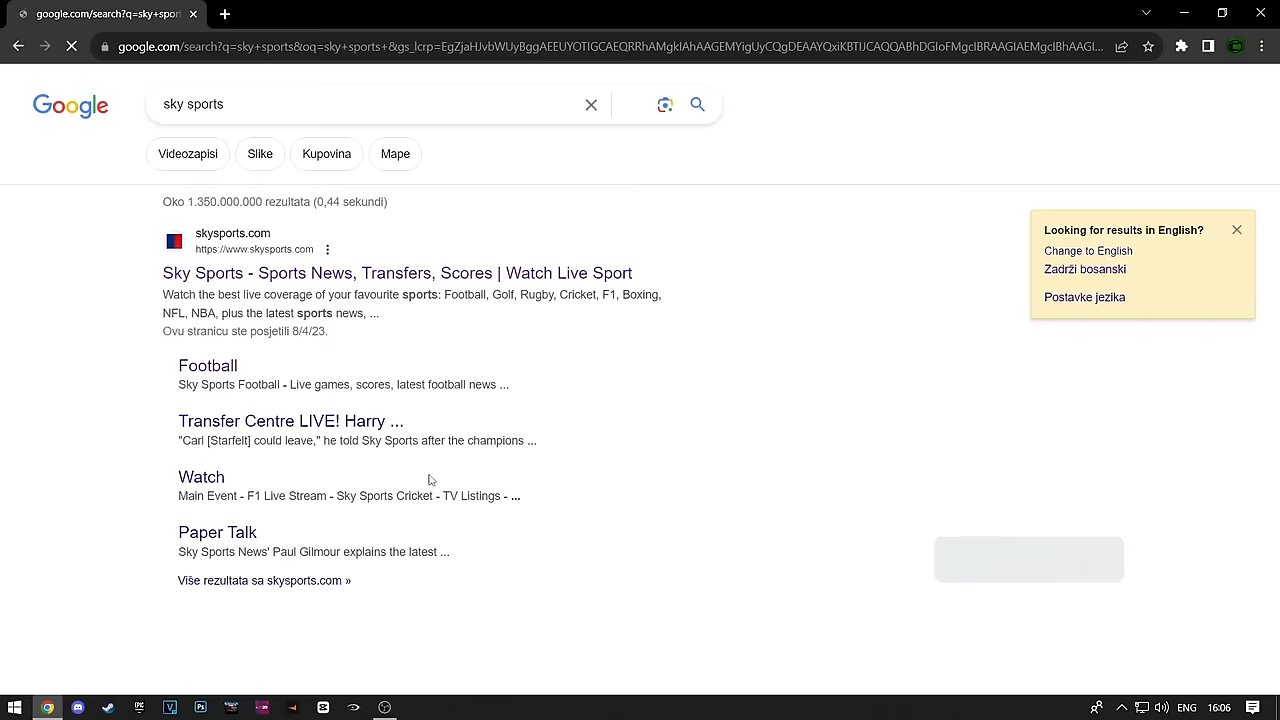 google.com/search?q=sky+sport
google.com/search?q=sky+sports&oq=sky+sports+&gs_lcrp=EgZjaHJvbWUyBggAEEUYOTIGCAEQRRhAMgkIAhAAGEMYigUyCQgDEAAYQxiKBTIJCAQQABhDGIoFMgcIBRAAGIAEMgcIBhAAGI...
Google
sky sports
Videozapisi Slike Kupovina Mape
Oko 1.350.000.000 rezultata (0,44 sekundi)
skysports.com
https://www.skysports.com
Sky Sports - Sports News, Transfers, Scores | Watch Live Sport
Watch the best live coverage of your favourite sports: Football, Golf, Rugby, Cricket, F1, Boxing,
NFL, NBA, plus the latest sports news, ...
Ovu stranicu ste posjetili 8/4/23.
Football
Sky Sports Football - Live games, scores, latest football news ...
Transfer Centre LIVE! Harry ...
"Carl [Starfelt] could leave," he told Sky Sports after the champions ...
Watch
Main Event - F1 Live Stream - Sky Sports Cricket - TV Listings - ...
Paper Talk
Sky Sports News' Paul Gilmour explains the latest ...
Više rezultata sa skysports.com »
Looking for results in English?
Change to English
Zadrži bosanski
Postavke jezika
ENG 16:06